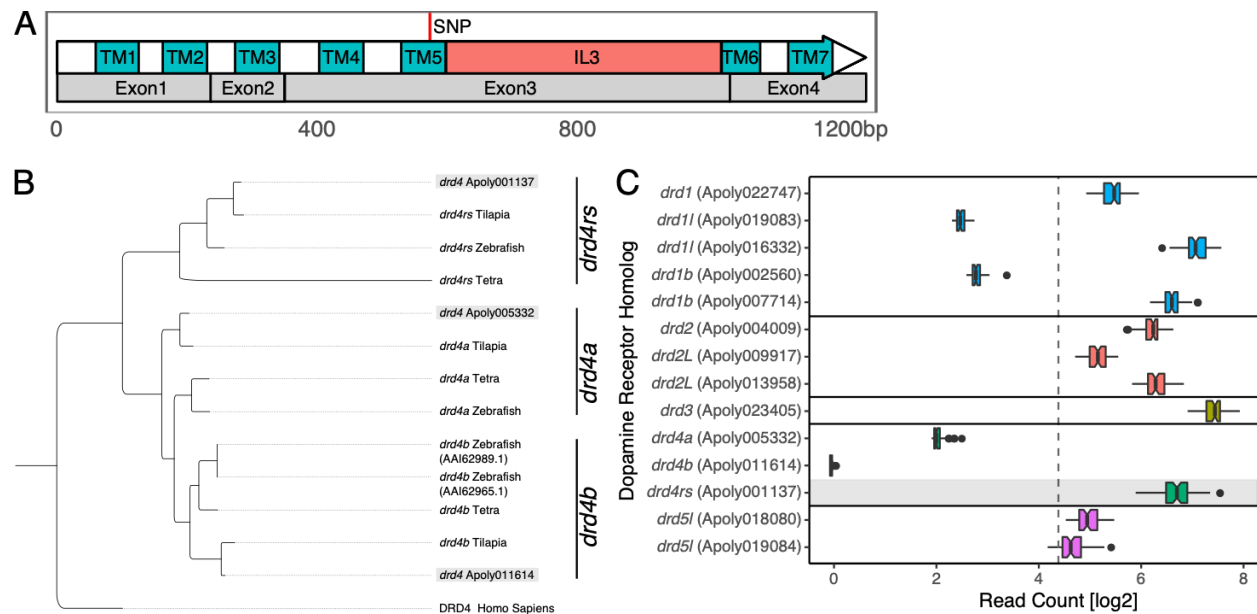 A
SNP
TM1 TM2 TM3 TM4 TM5 IL3 TM6 TM7
Exon1 Exon2 Exon3 Exon4
0 400 800 1200bp
B
drd4 Apoly001137
drd4rs Tilapia
drd4rs Zebrafish
drd4rs Tetra
drd4rs
drd4 Apoly005332
drd4a Tilapia
drd4a Tetra
drd4a Zebrafish
drd4a
drd4b Zebrafish
(AAI62989.1)
drd4b Zebrafish
(AAI62965.1)
drd4b Tetra
drd4b Tilapia
drd4 Apoly011614
drd4b
DRD4 Homo Sapiens
C
Dopamine Receptor Homolog
drd1 (Apoly022747)
drd1l (Apoly019083)
drd1l (Apoly016332)
drd1b (Apoly002560)
drd1b (Apoly007714)
drd2 (Apoly004009)
drd2L (Apoly009917)
drd2L (Apoly013958)
drd3 (Apoly023405)
drd4a (Apoly005332)
drd4b (Apoly011614)
drd4rs (Apoly001137)
drd5l (Apoly018080)
drd5l (Apoly019084)
0 2 4 6 8
Read Count [log2]